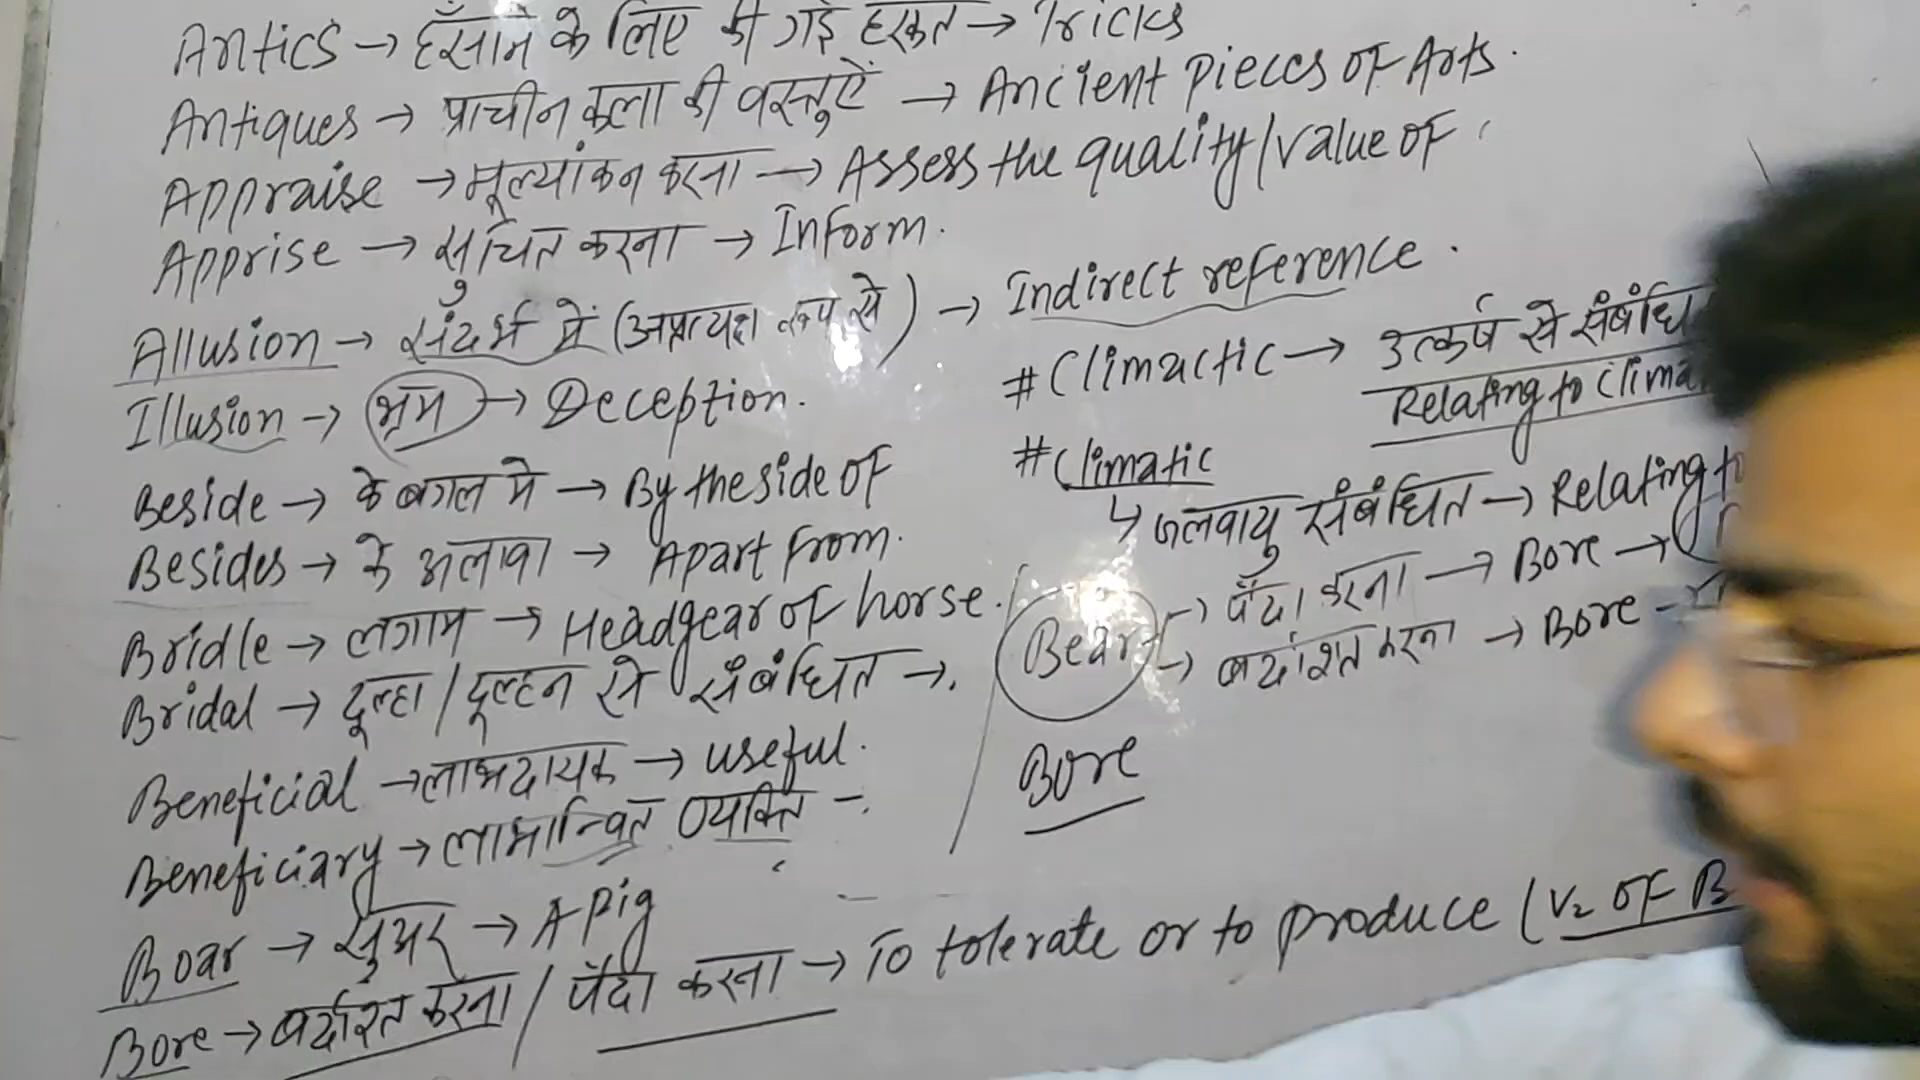 Antics → हँसाने के लिए की गई हरकत → Tricks
Antiques → प्राचीन कला की वस्तुऐं → Ancient pieces of Arts.
Appraise → मूल्यांकन करना → Assess the quality/value of
Apprise → सुचित करना → Inform.
Allusion → संदर्भ में (अप्रत्यक्ष रूप से) → Indirect reference.
Illusion → भ्रम → Deception.
Beside → के बगल मे → By the side of
Besides → के अलावा → Apart from.
Bridle → लगाम → Headgear of horse.
Bridal → दूल्हा/दूल्हन से संबंधित →.
Beneficial → लाभदायक → useful.
Beneficiary → लाभान्वित व्यक्ति –.
Boar → सुअर → A pig
Bore → बर्दाश्त करना / पैदा करना → To tolerate or to produce (V₂ of B
# Climactic → उत्कर्ष से संबंधि
Relating to clima
# Climatic
↳ जलवायु संबंधित → Relating to
Bear → पैदा करना → Bore →
→ बर्दाश्त करना → Bore –
Bore